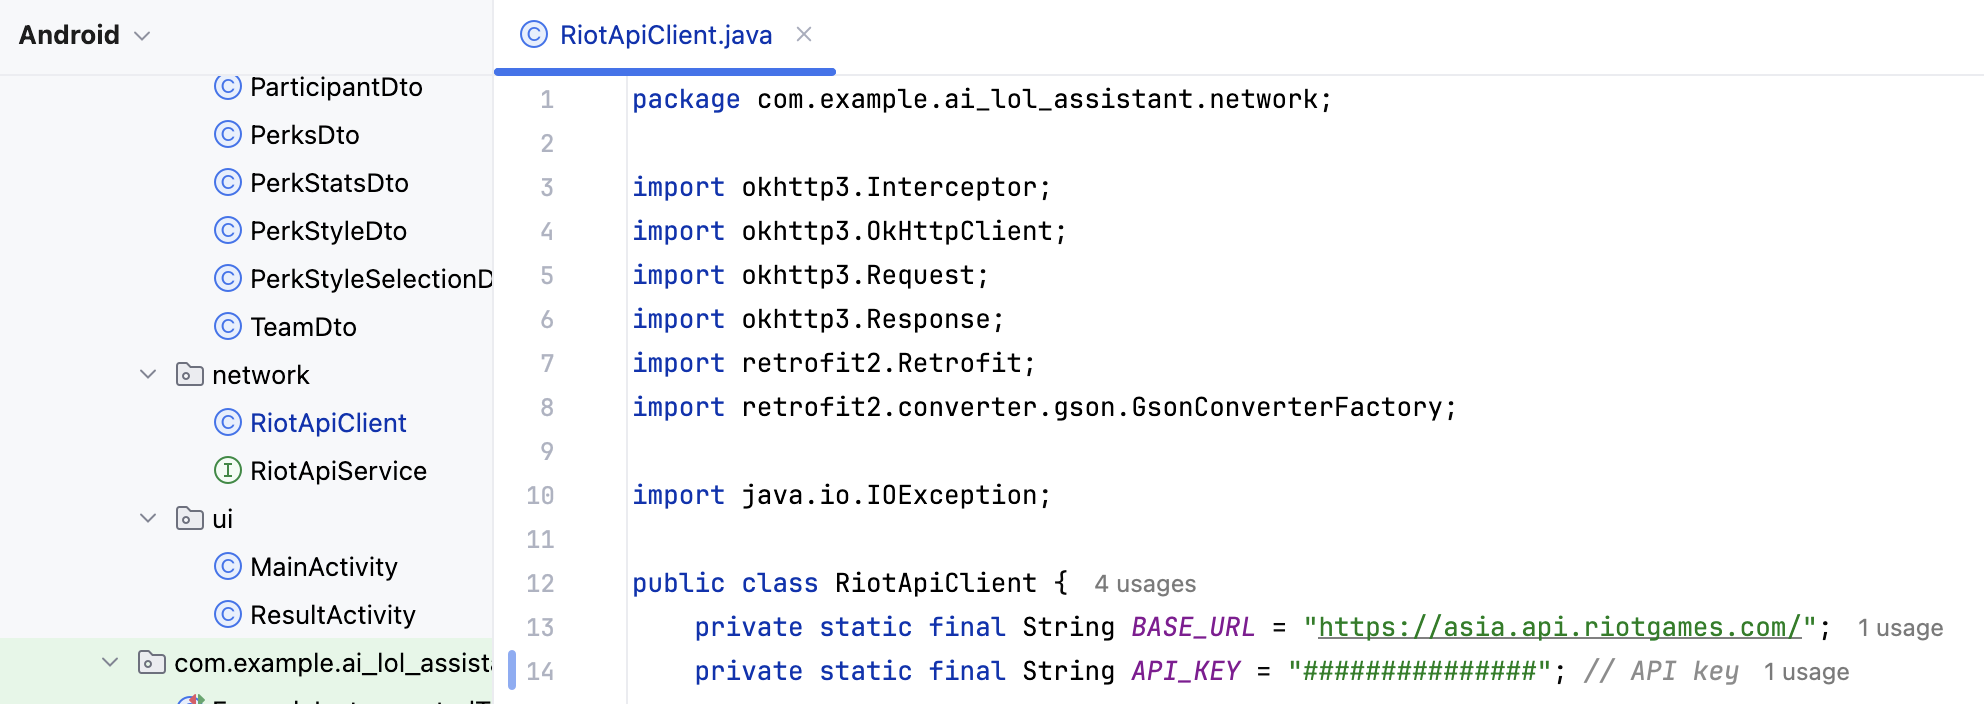 Android
RiotApiClient.java
ParticipantDto
PerksDto
PerkStatsDto
PerkStyleDto
PerkStyleSelectionD
TeamDto
network
RiotApiClient
RiotApiService
ui
MainActivity
ResultActivity
com.example.ai_lol_assist
1 package com.example.ai_lol_assistant.network;
2
3 import okhttp3.Interceptor;
4 import okhttp3.OkHttpClient;
5 import okhttp3.Request;
6 import okhttp3.Response;
7 import retrofit2.Retrofit;
8 import retrofit2.converter.gson.GsonConverterFactory;
9
10 import java.io.IOException;
11
12 public class RiotApiClient { 4 usages
13 private static final String BASE_URL = "https://asia.api.riotgames.com/"; 1 usage
14 private static final String API_KEY = "###############"; // API key 1 usage